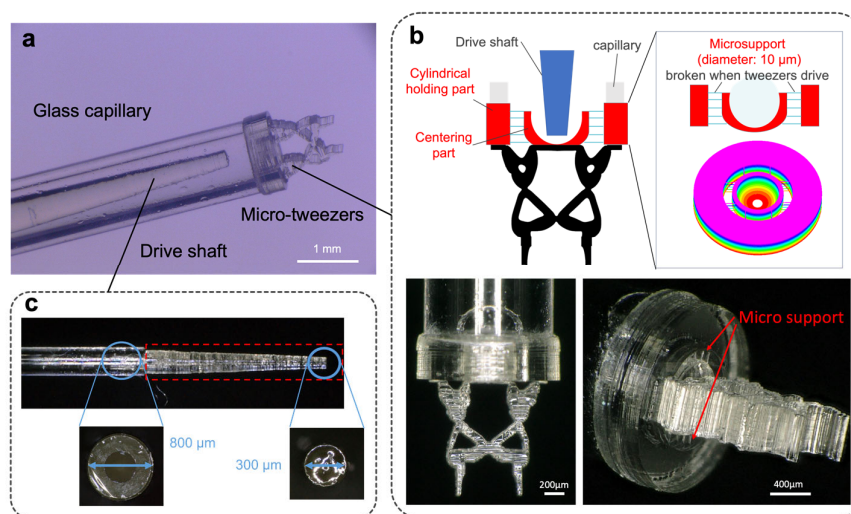 a
Glass capillary
Micro-tweezers
Drive shaft
1 mm
b
Drive shaft
capillary
Cylindrical
holding part
Centering
part
Microsupport
(diameter: 10 µm)
broken when tweezers drive
Micro support
200µm
400µm
c
800 µm
300 µm